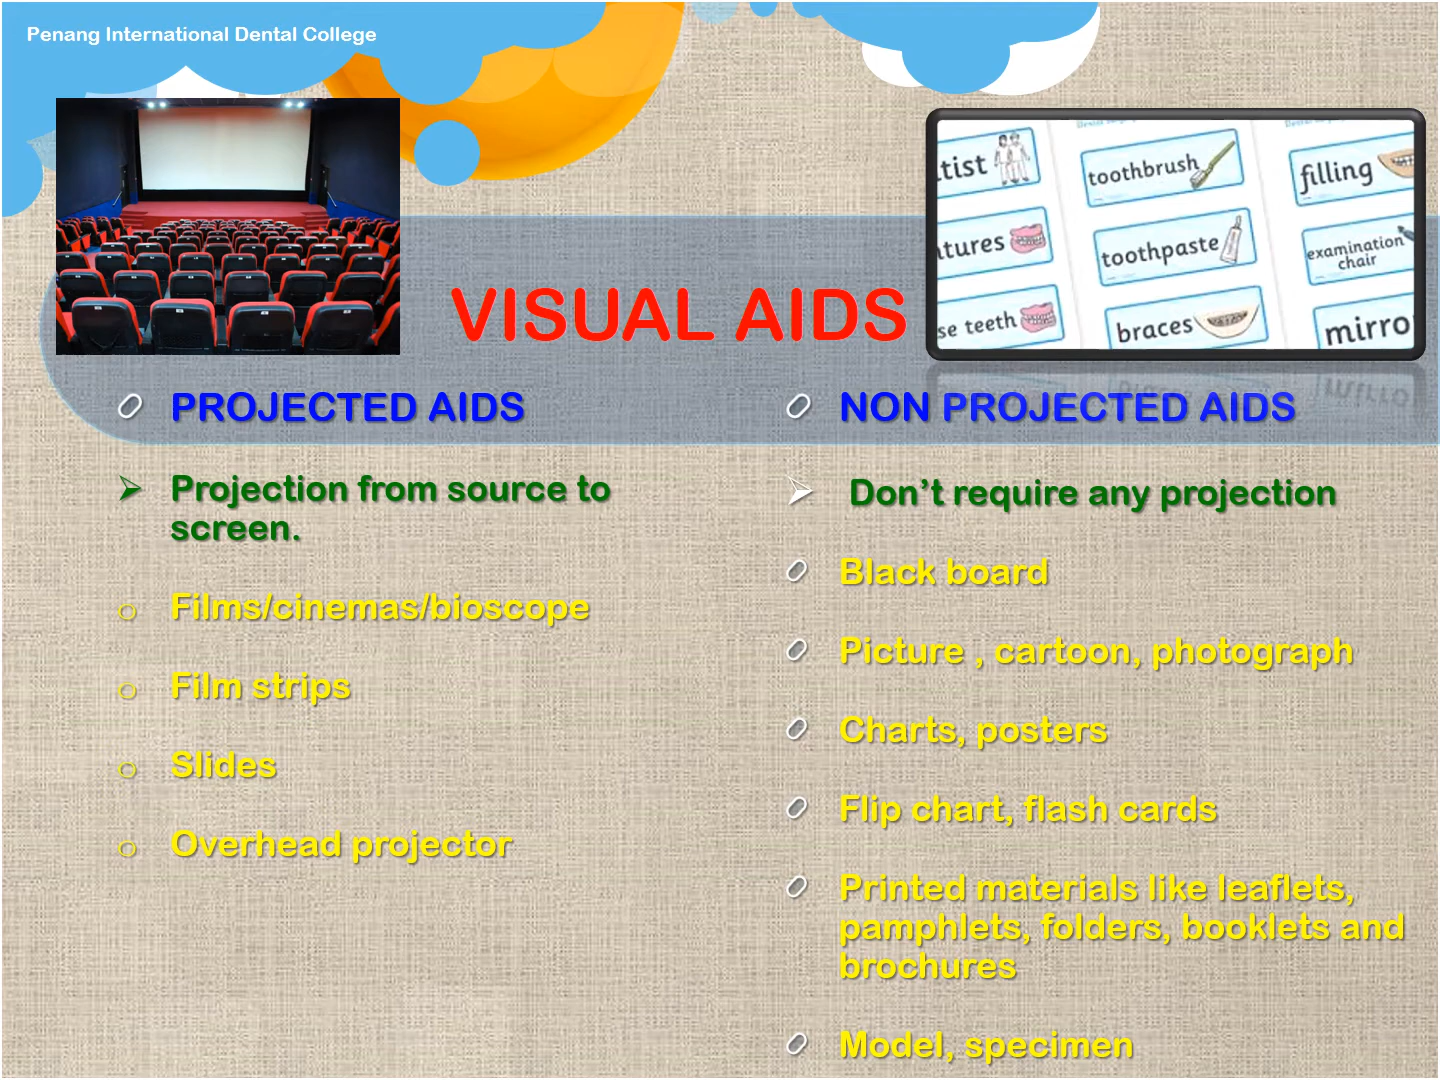 Penang International Dental College
tist
toothbrush
filling
tures
toothpaste
examination
chair
se teeth
braces
mirro
VISUAL AIDS
PROJECTED AIDS
Projection from source to
screen.
Films/cinemas/bioscope
Film strips
Slides
Overhead projector
NON PROJECTED AIDS
Don’t require any projection
Black board
Picture , cartoon, photograph
Charts, posters
Flip chart, flash cards
Printed materials like leaflets,
pamphlets, folders, booklets and
brochures
Model, specimen